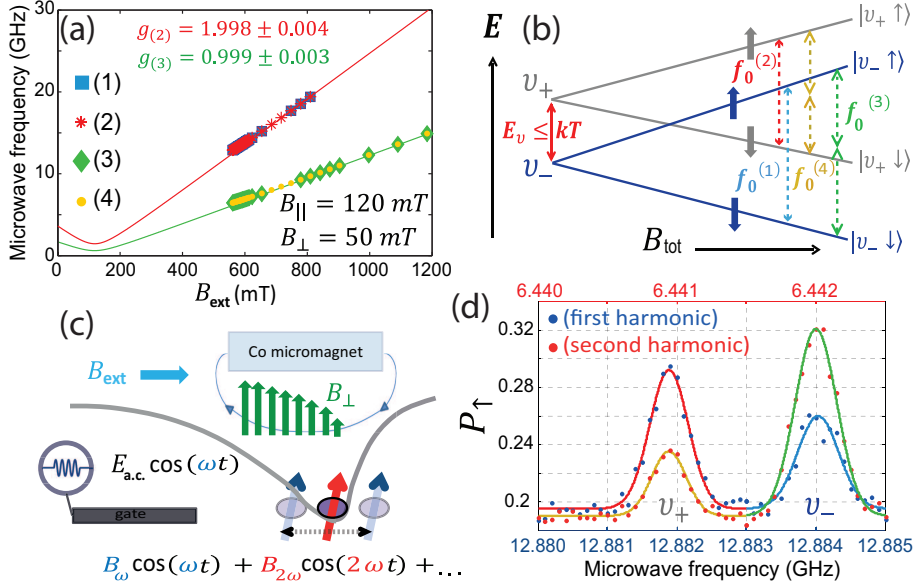 (a)
g(2) = 1.998 ± 0.004
g(3) = 0.999 ± 0.003
Microwave frequency (GHz)
30
20
10
0
(1)
(2)
(3)
(4)
B|| = 120 mT
B⊥ = 50 mT
0 200 400 600 800 1000 1200
Bext (mT)
(b)
E
υ+
υ−
Eν ≤ kT
f0(1)
f0(2)
f0(3)
f0(4)
|υ+ ↑⟩
|υ− ↑⟩
|υ+ ↓⟩
|υ− ↓⟩
Btot
(c)
Co micromagnet
Bext
B⊥
Ea.c. cos(ωt)
gate
Bω cos(ωt) + B2ω cos(2ωt) + ...
(d)
6.440 6.441 6.442
(first harmonic)
(second harmonic)
P↑
0.32
0.28
0.24
0.2
υ+
υ−
12.880 12.881 12.882 12.883 12.884 12.885
Microwave frequency (GHz)